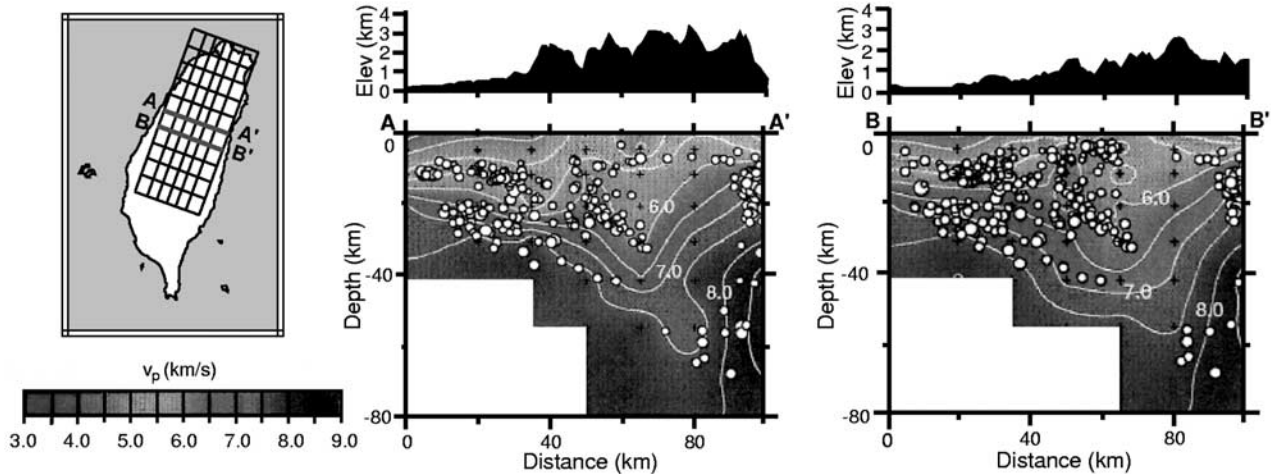 A
B
A'
B'
v_p (km/s)
3.0 4.0 5.0 6.0 7.0 8.0 9.0
Elev (km)
4
3
2
1
0
A A'
Depth (km)
0
-40
-80
6.0
7.0
8.0
0 40 80
Distance (km)
Elev (km)
4
3
2
1
0
B B'
Depth (km)
0
-40
-80
6.0
7.0
8.0
0 40 80
Distance (km)